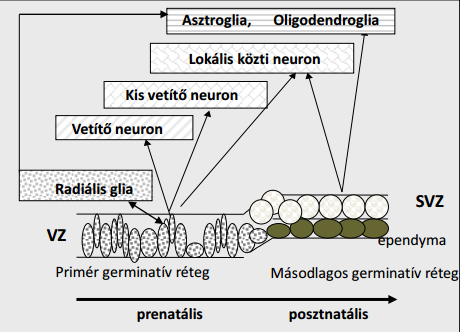 Asztroglia, Oligodendroglia
Lokális közti neuron
Kis vetítő neuron
Vetítő neuron
Radiális glia
SVZ
VZ
ependyma
Primér germinatív réteg
Másodlagos germinatív réteg
prenatális
posztnatális